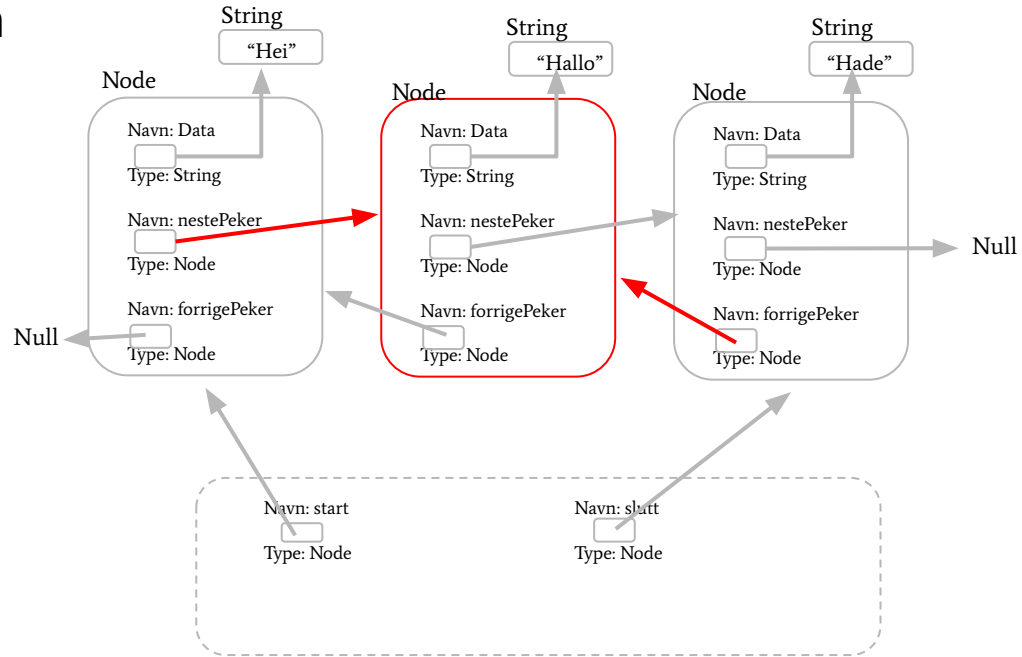 String
“Hei”
String
“Hallo”
String
“Hade”
Node
Navn: Data
Type: String
Navn: nestePeker
Type: Node
Navn: forrigePeker
Type: Node
Null
Node
Navn: Data
Type: String
Navn: nestePeker
Type: Node
Navn: forrigePeker
Type: Node
Node
Navn: Data
Type: String
Navn: nestePeker
Type: Node
Navn: forrigePeker
Type: Node
Null
Navn: start
Type: Node
Navn: slutt
Type: Node